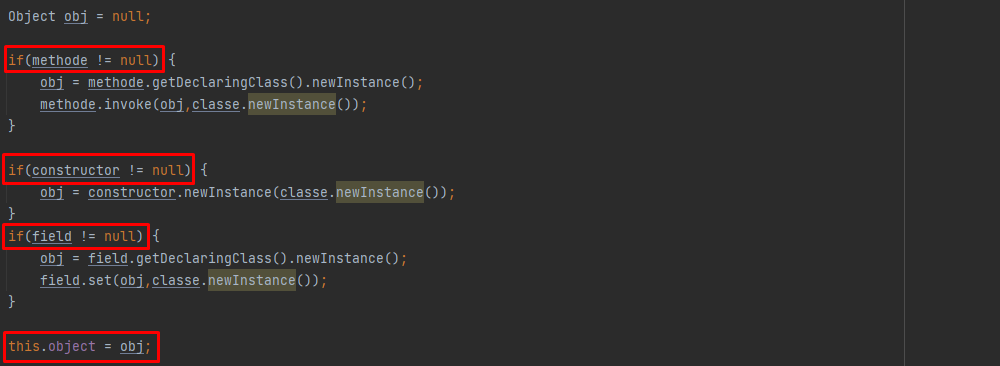 Object obj = null;
if(methode != null) {
obj = methode.getDeclaringClass().newInstance();
methode.invoke(obj,classe.newInstance());
}
if(constructor != null) {
obj = constructor.newInstance(classe.newInstance());
}
if(field != null) {
obj = field.getDeclaringClass().newInstance();
field.set(obj,classe.newInstance());
}
this.object = obj;